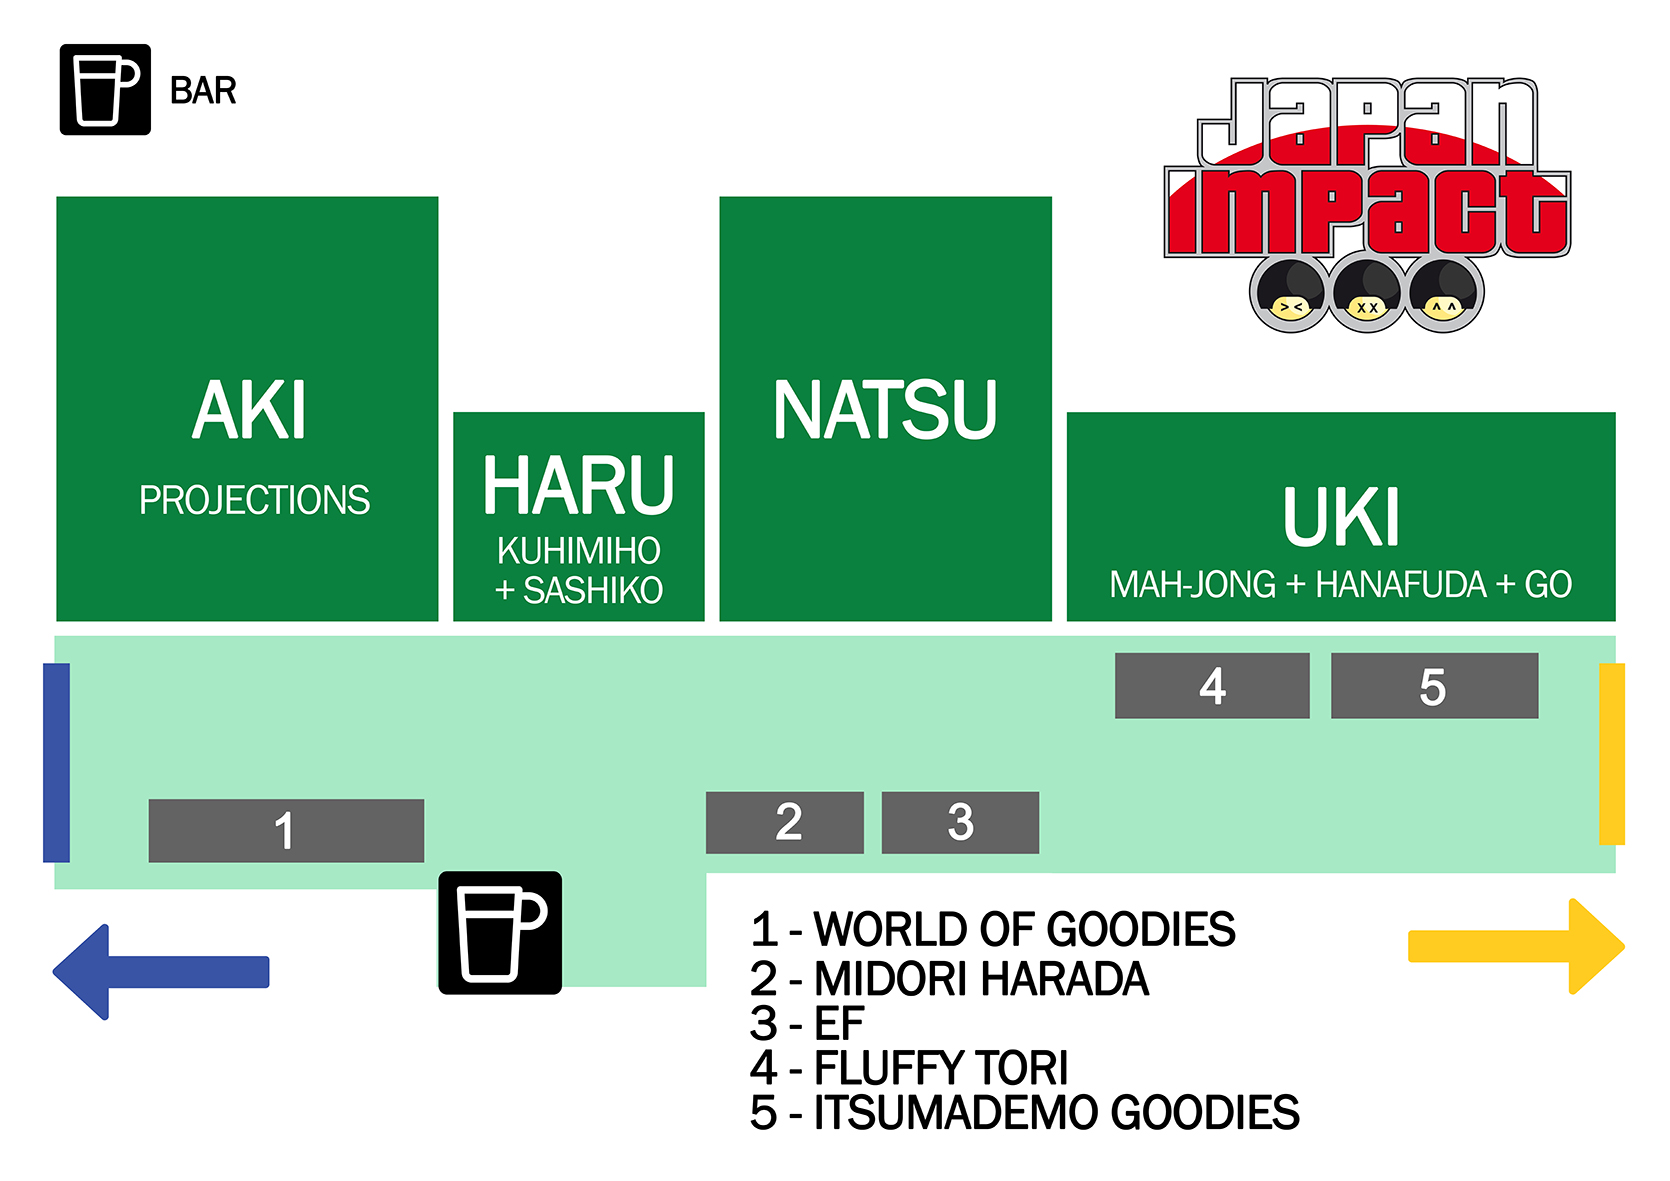 BAR
JAPAN
IMPACT
> <
X X
^ ^
AKI
PROJECTIONS
HARU
KUHIMIHO
+ SASHIKO
NATSU
UKI
MAH-JONG + HANAFUDA + GO
4
5
1
2
3
1 - WORLD OF GOODIES
2 - MIDORI HARADA
3 - EF
4 - FLUFFY TORI
5 - ITSUMADEMO GOODIES